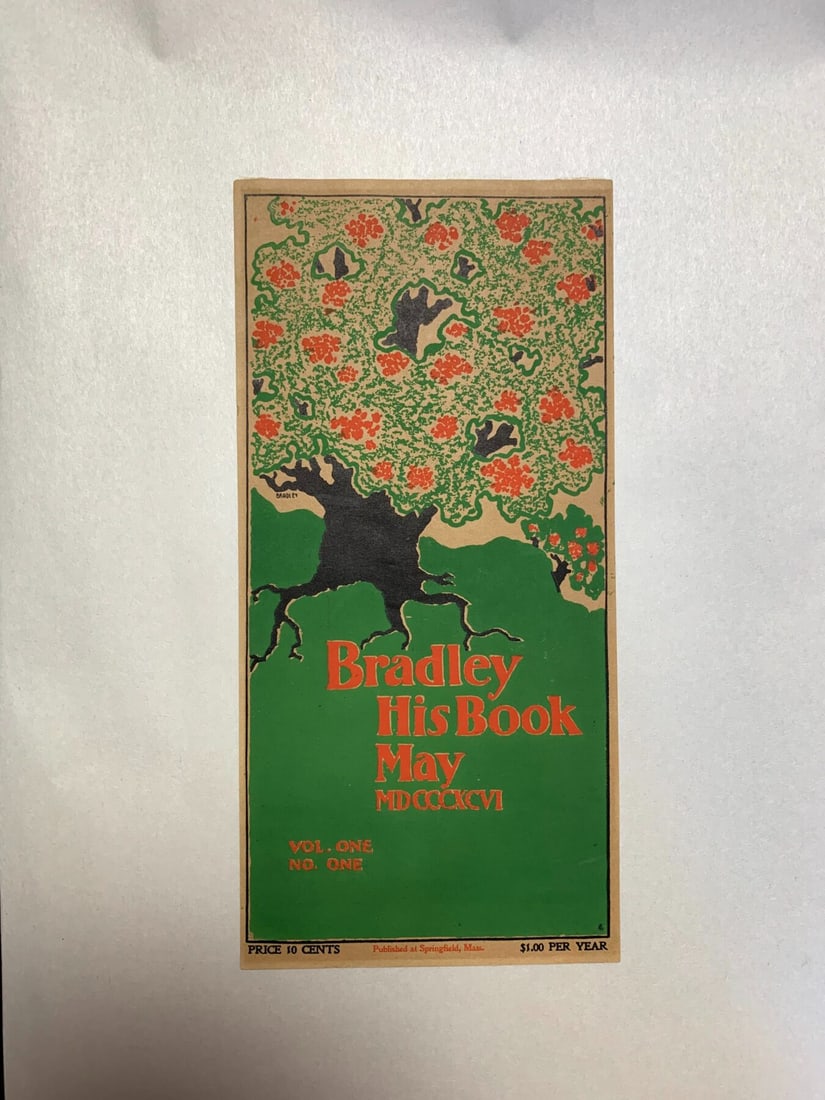 BRADLEY
Bradley
His Book
May
MDCCCXCVI
VOL. ONE
NO. ONE
PRICE 10 CENTS Published at Springfield, Mass. $1.00 PER YEAR